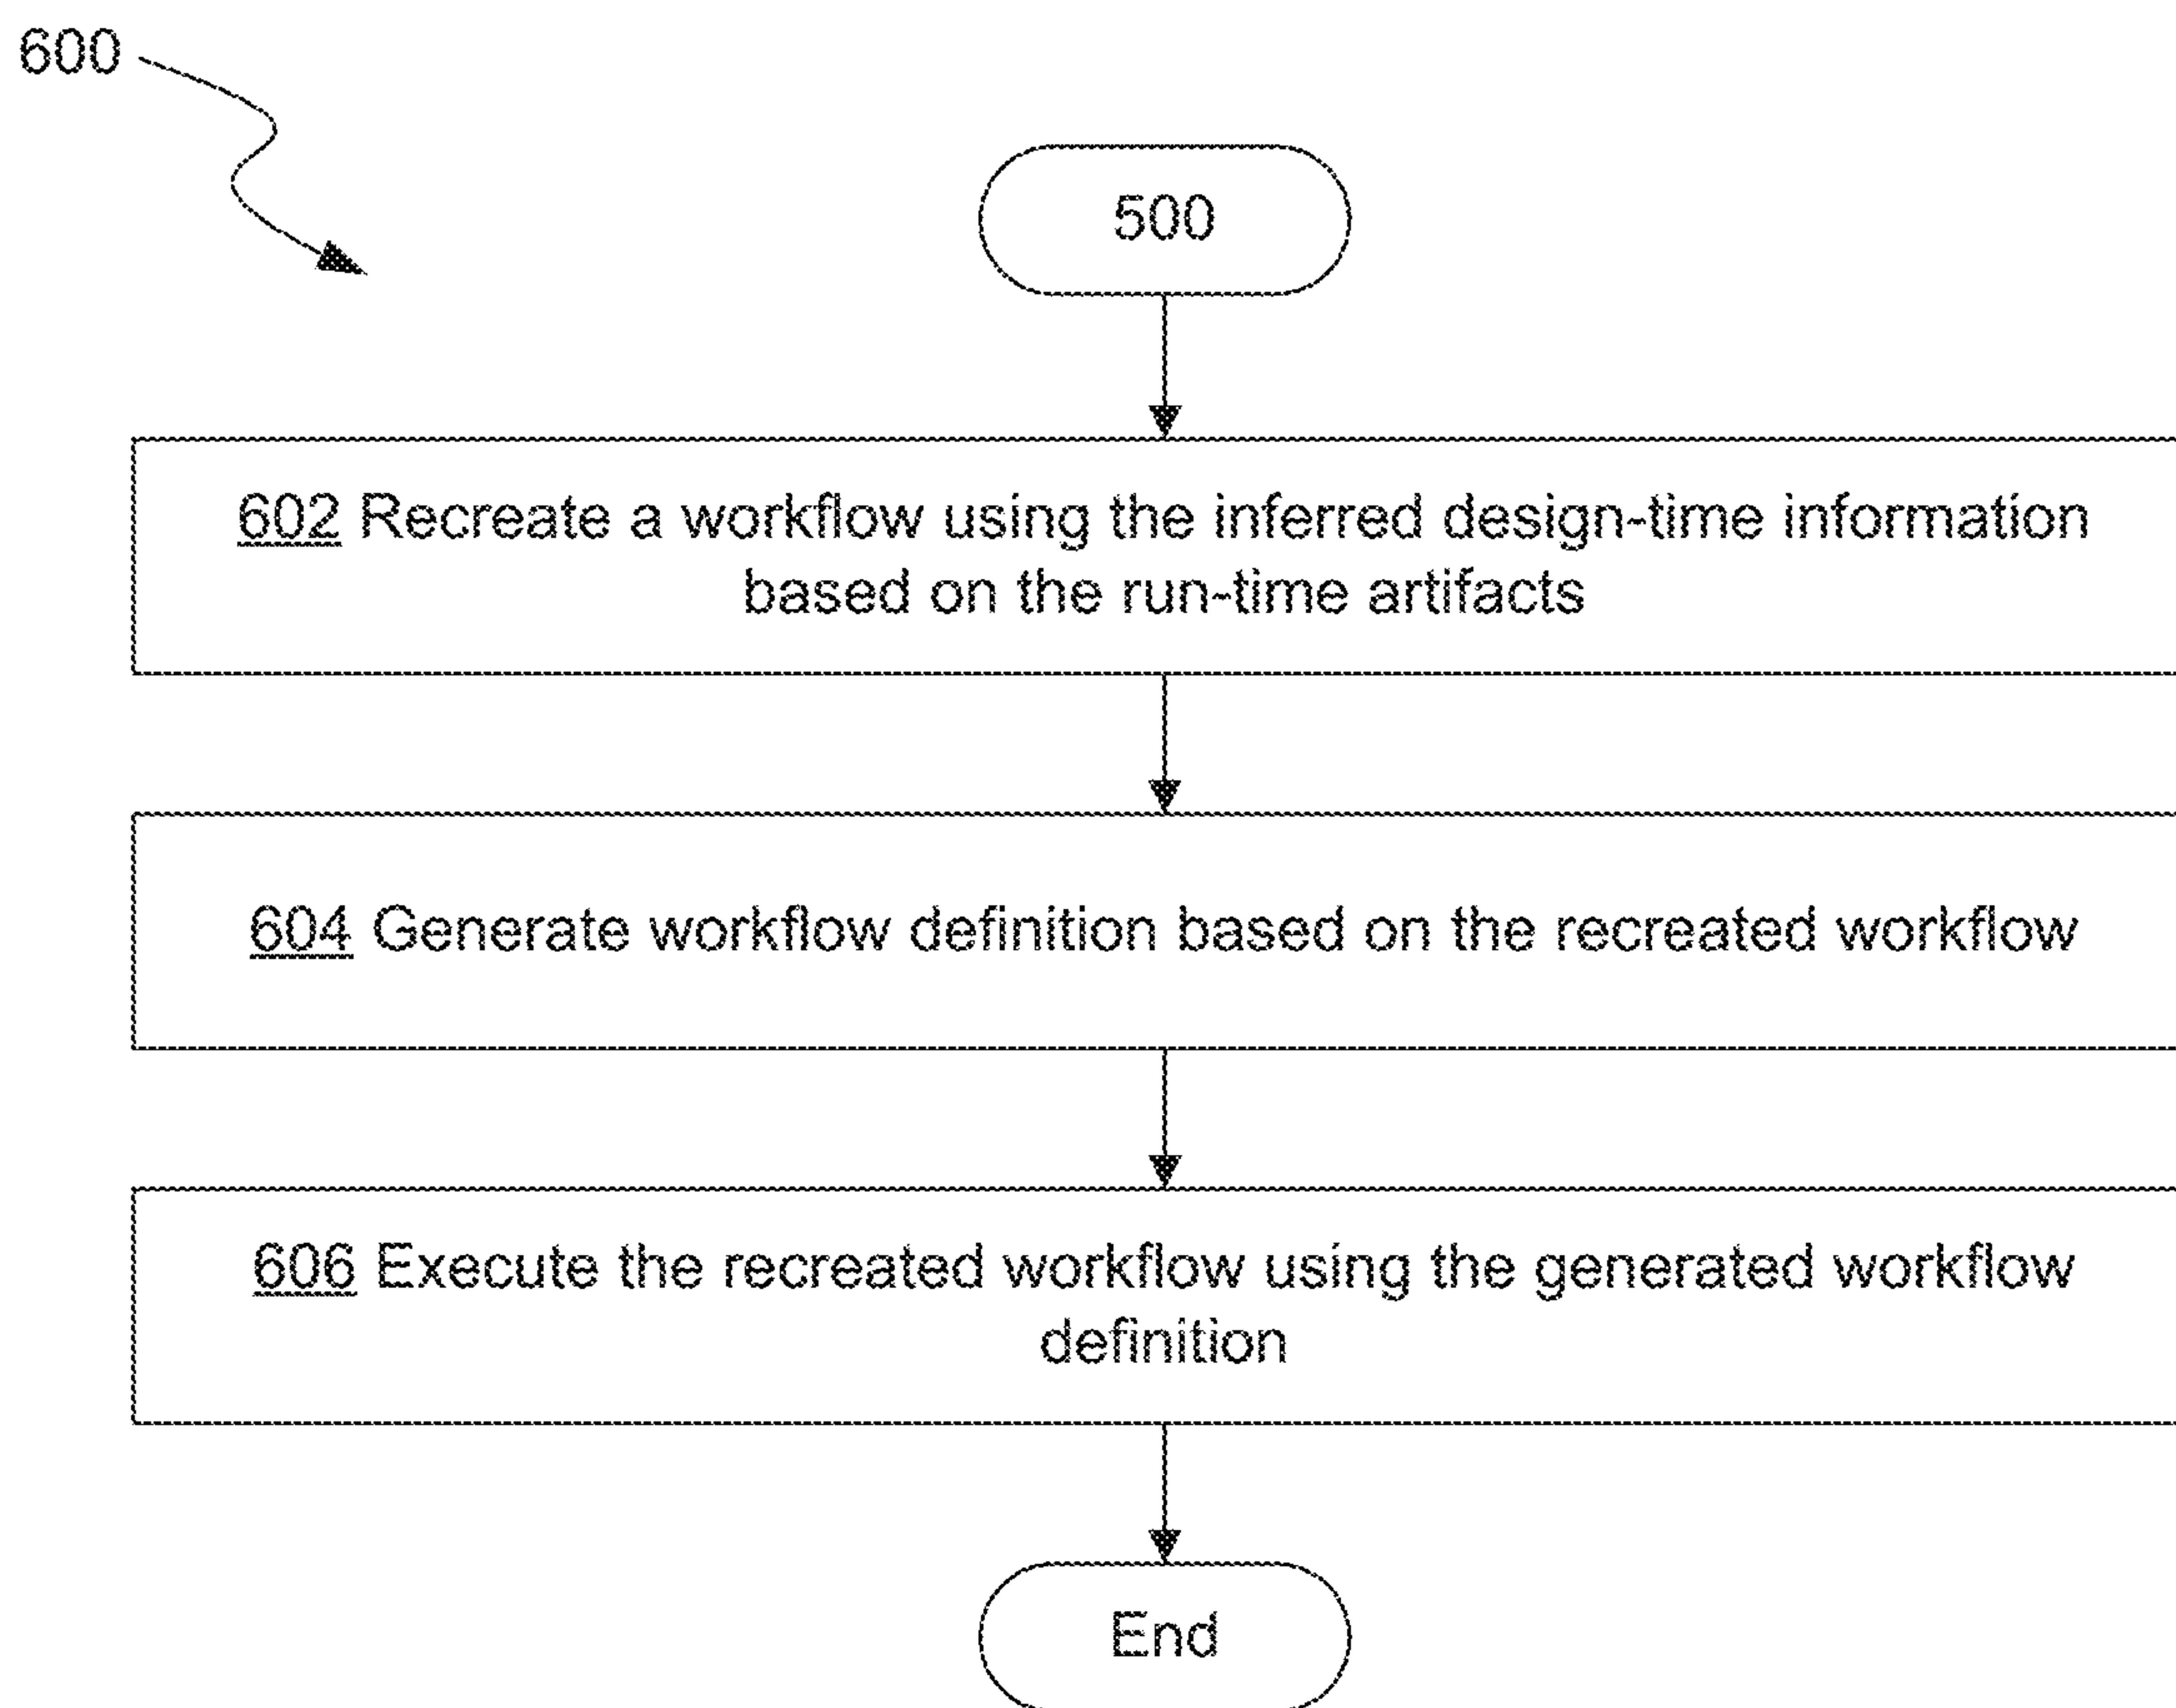 600
500
602 Recreate a workflow using the inferred design-time information
based on the run-time artifacts
604 Generate workflow definition based on the recreated workflow
606 Execute the recreated workflow using the generated workflow
definition
End